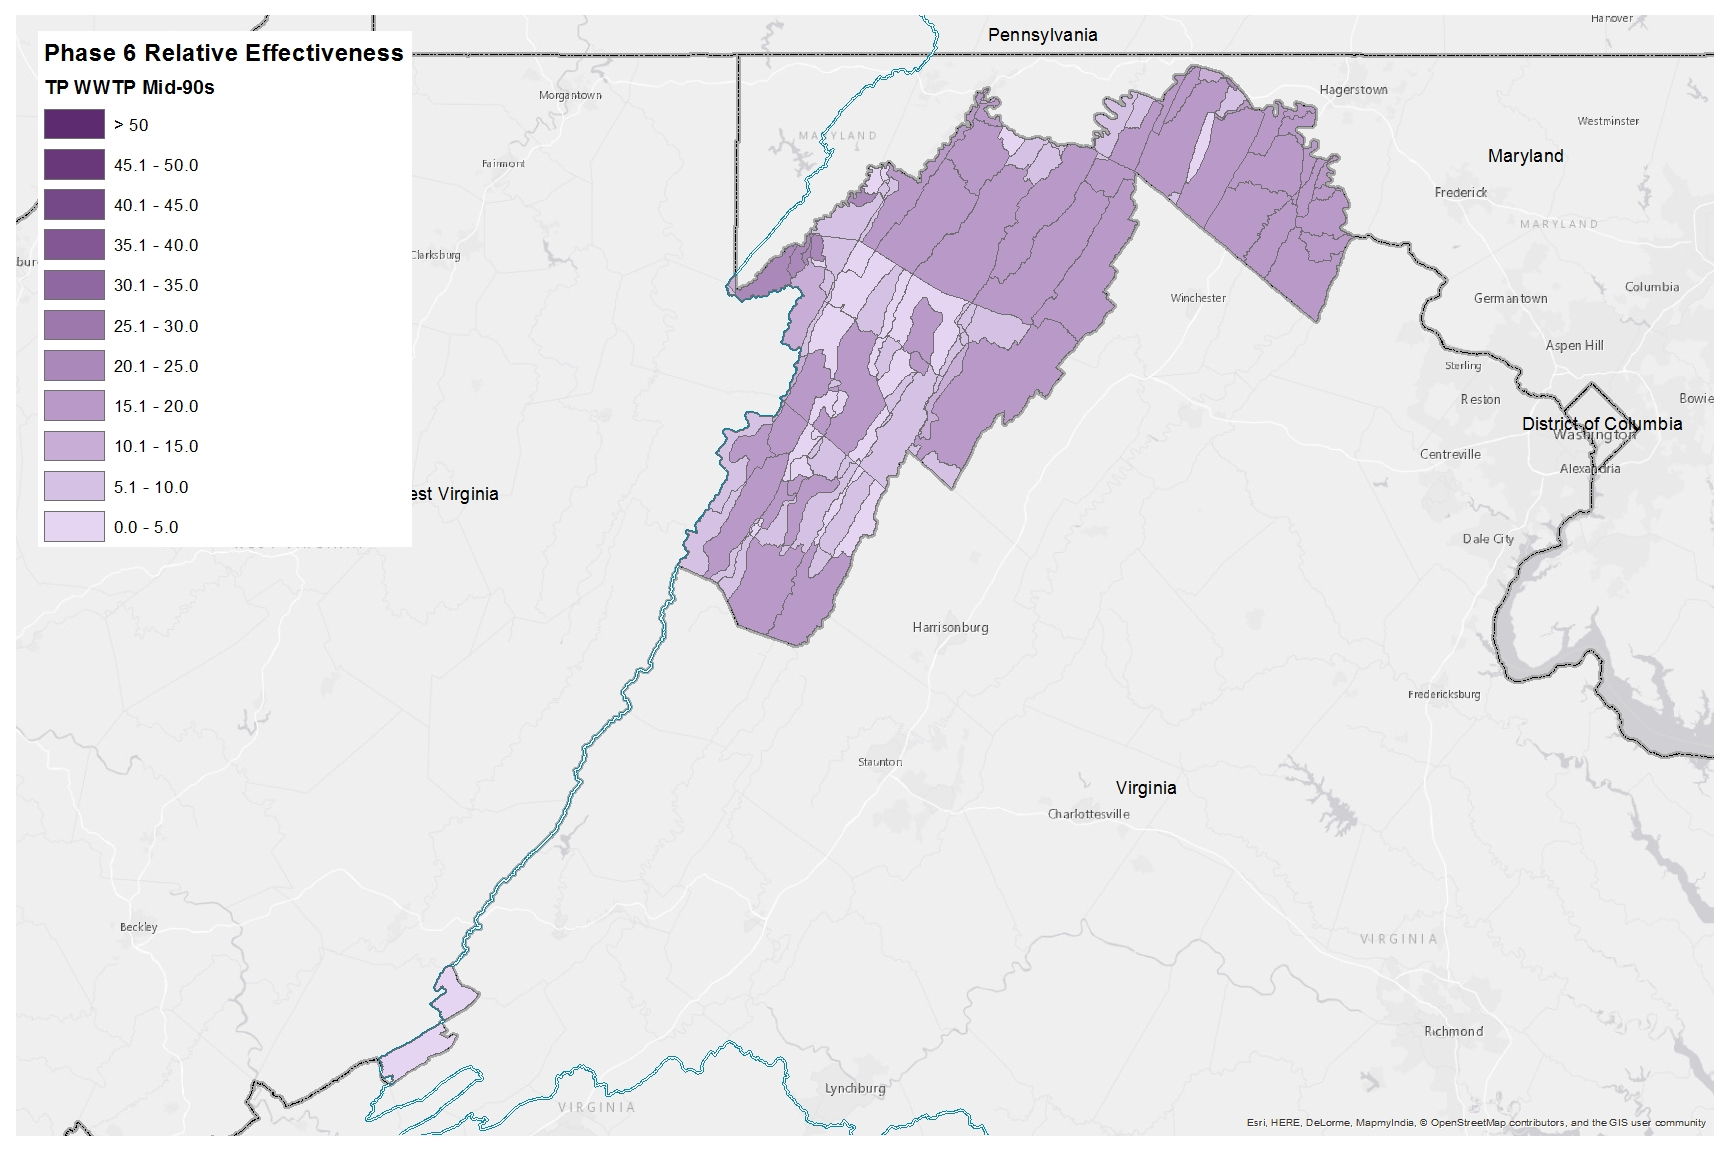 Hanover
Pennsylvania
Phase 6 Relative Effectiveness
TP WWTP Mid-90s
> 50
45.1 - 50.0
40.1 - 45.0
35.1 - 40.0
30.1 - 35.0
25.1 - 30.0
20.1 - 25.0
15.1 - 20.0
10.1 - 15.0
5.1 - 10.0
0.0 - 5.0
Morgantown
Hagerstown
Westminster
MARYLAND
Maryland
Fairmont
Frederick
MARYLAND
Clarksburg
bur
Columbia
Winchester
Germantown
Aspen Hill
Sterling
Reston
Bowie
District of Columbia
Washington
Centreville
Alexandria
est Virginia
Dale City
Harrisonburg
Fredericksburg
Staunton
Virginia
Charlottesville
Beckley
VIRGINIA
Richmond
Lynchburg
VIRGINIA
Esri, HERE, DeLorme, MapmyIndia, © OpenStreetMap contributors, and the GIS user community